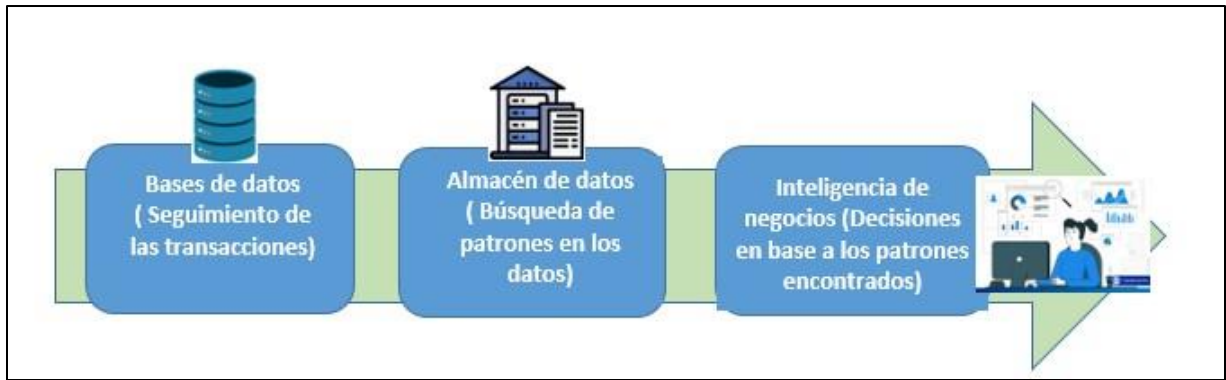 Bases de datos
( Seguimiento de
las transacciones)
Almacén de datos
( Búsqueda de
patrones en los
datos)
Inteligencia de
negocios (Decisiones
en base a los patrones
encontrados)